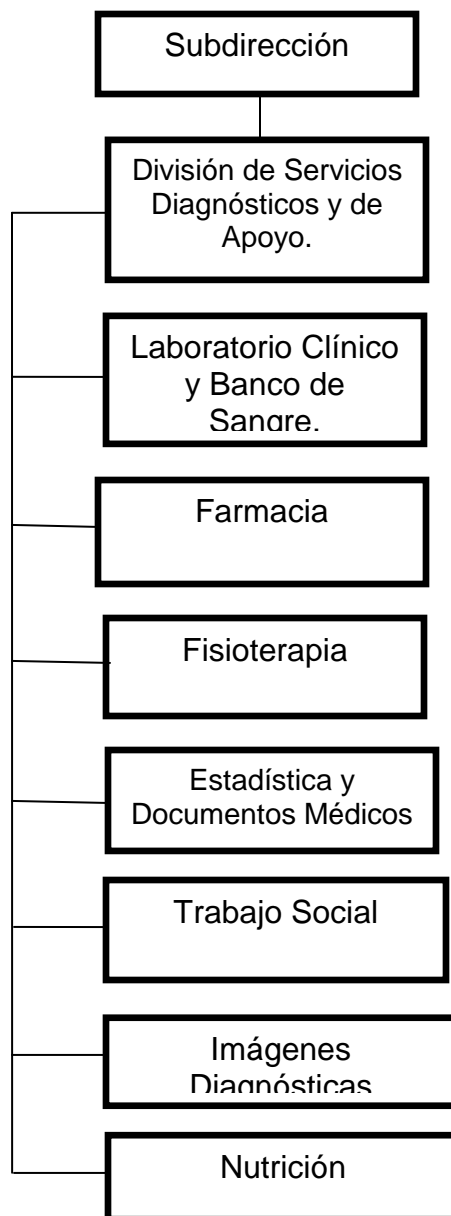 Subdirección
División de Servicios
Diagnósticos y de
Apoyo.
Laboratorio Clínico
y Banco de
Sangre.
Farmacia
Fisioterapia
Estadística y
Documentos Médicos
Trabajo Social
Imágenes
Diagnósticas
Nutrición